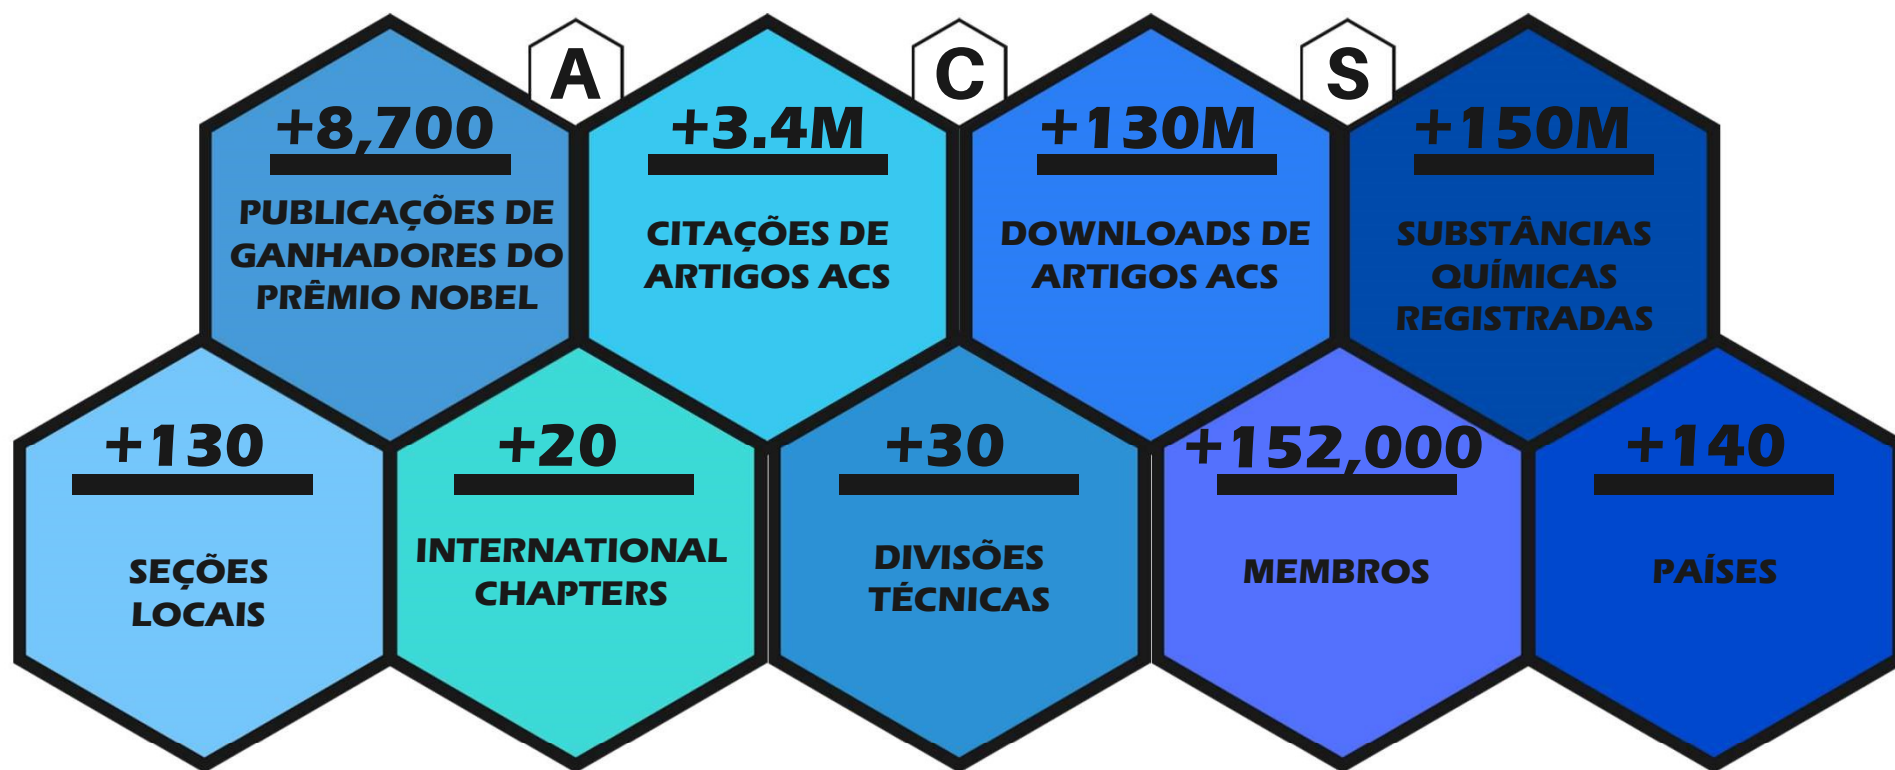 A
C
S
+8,700
PUBLICAÇÕES DE
GANHADORES DO
PRÊMIO NOBEL
+3.4M
CITAÇÕES DE
ARTIGOS ACS
+130M
DOWNLOADS DE
ARTIGOS ACS
+150M
SUBSTÂNCIAS
QUÍMICAS
REGISTRADAS
+130
SEÇÕES
LOCAIS
+20
INTERNATIONAL
CHAPTERS
+30
DIVISÕES
TÉCNICAS
+152,000
MEMBROS
+140
PAÍSES